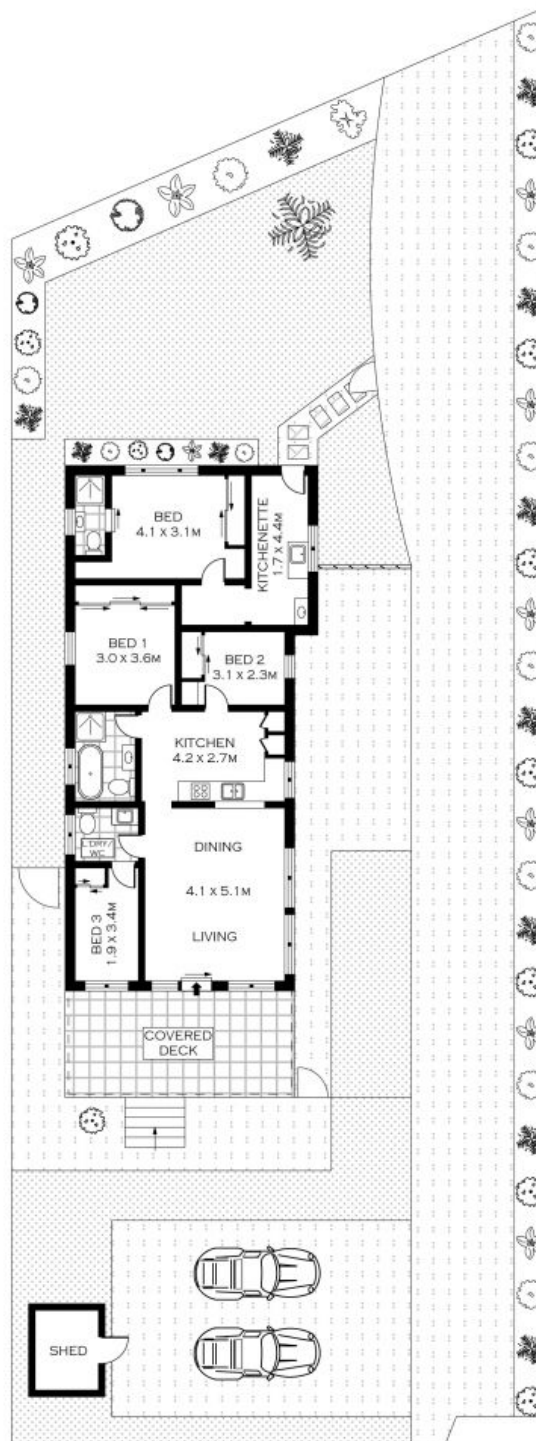 BED
4.1 X 3.1M
KITCHENETTE
1.7 X 4.4M
BED 1
3.0 X 3.6M
BED 2
3.1 X 2.3M
KITCHEN
4.2 X 2.7M
L'DRY/
WC
DINING
4.1 X 5.1M
LIVING
BED 3
1.9 X 3.4M
COVERED
DECK
SHED